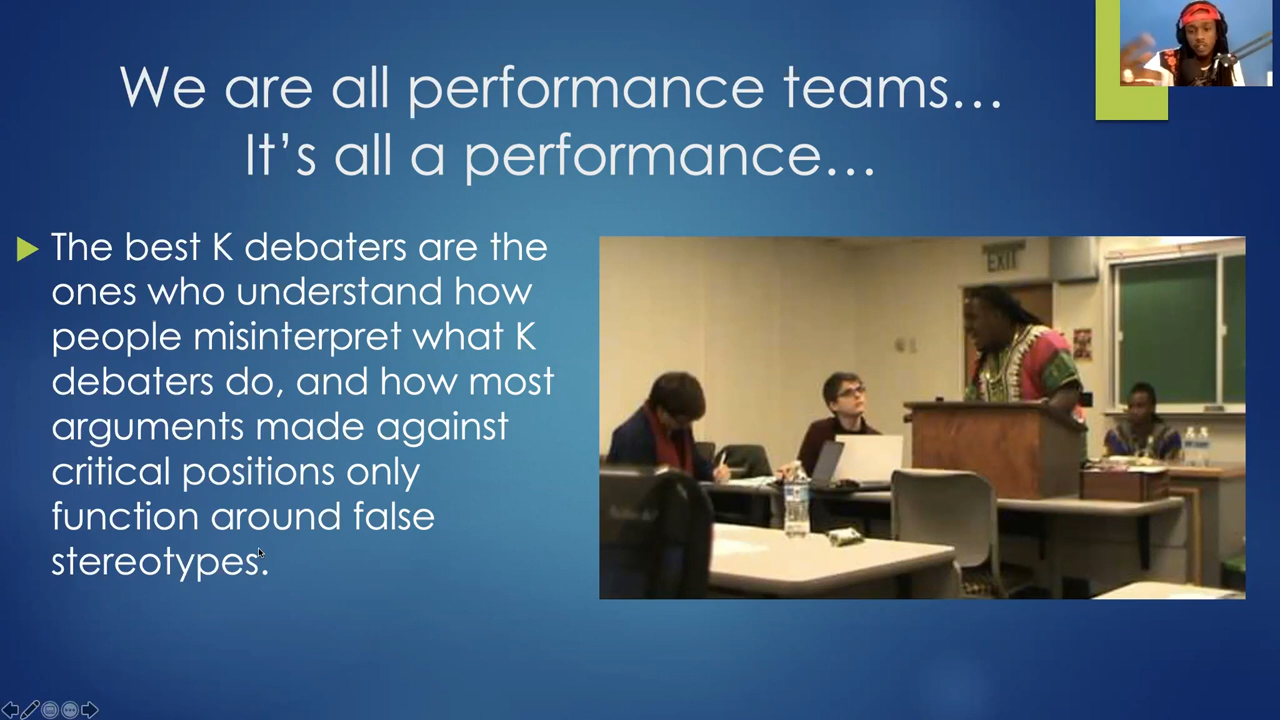 We are all performance teams…
It’s all a performance…
The best K debaters are the
ones who understand how
people misinterpret what K
debaters do, and how most
arguments made against
critical positions only
function around false
stereotypes.
EXIT